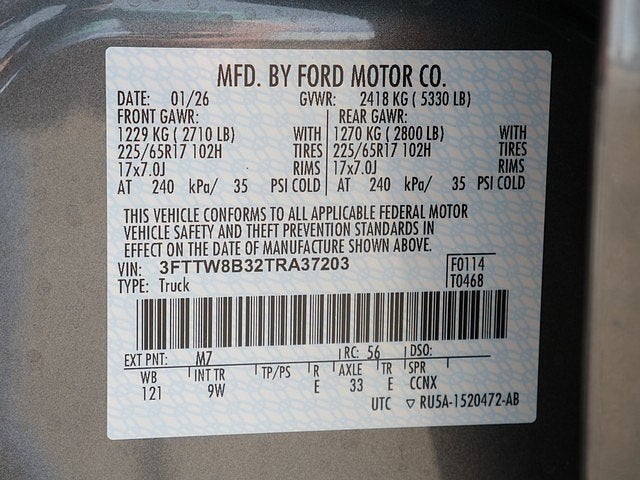 MFD. BY FORD MOTOR CO.
DATE: 01/26 GVWR: 2418 KG ( 5330 LB)
FRONT GAWR: REAR GAWR:
1229 KG ( 2710 LB) WITH 1270 KG ( 2800 LB) WITH
225/65R17 102H TIRES 225/65R17 102H TIRES
17x7.0J RIMS 17x7.0J RIMS
AT 240 kPa/ 35 PSI COLD AT 240 kPa/ 35 PSI COLD
THIS VEHICLE CONFORMS TO ALL APPLICABLE FEDERAL MOTOR
VEHICLE SAFETY AND THEFT PREVENTION STANDARDS IN
EFFECT ON THE DATE OF MANUFACTURE SHOWN ABOVE.
VIN: 3FTTW8B32TRA37203 F0114
TYPE: Truck T0468
EXT PNT: M7 RC: 56 DSO:
WB INT TR TP/PS R AXLE TR SPR
121 9W E 33 E CCNX
UTC ▽ RU5A-1520472-AB